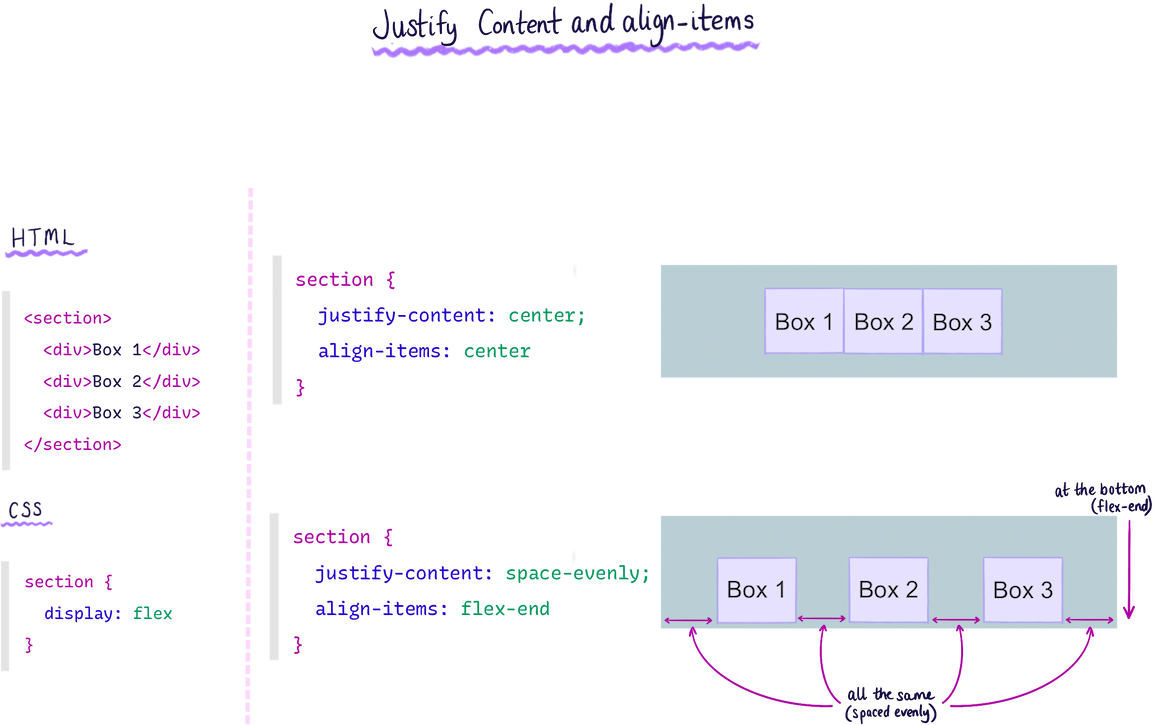 Justify Content and align-items
HTML
<section>
<div>Box 1</div>
<div>Box 2</div>
<div>Box 3</div>
</section>
CSS
section {
display: flex
}
section {
justify-content: center;
align-items: center
}
Box 1 Box 2 Box 3
section {
justify-content: space-evenly;
align-items: flex-end
}
at the bottom
(flex-end)
Box 1 Box 2 Box 3
all the same
(spaced evenly)